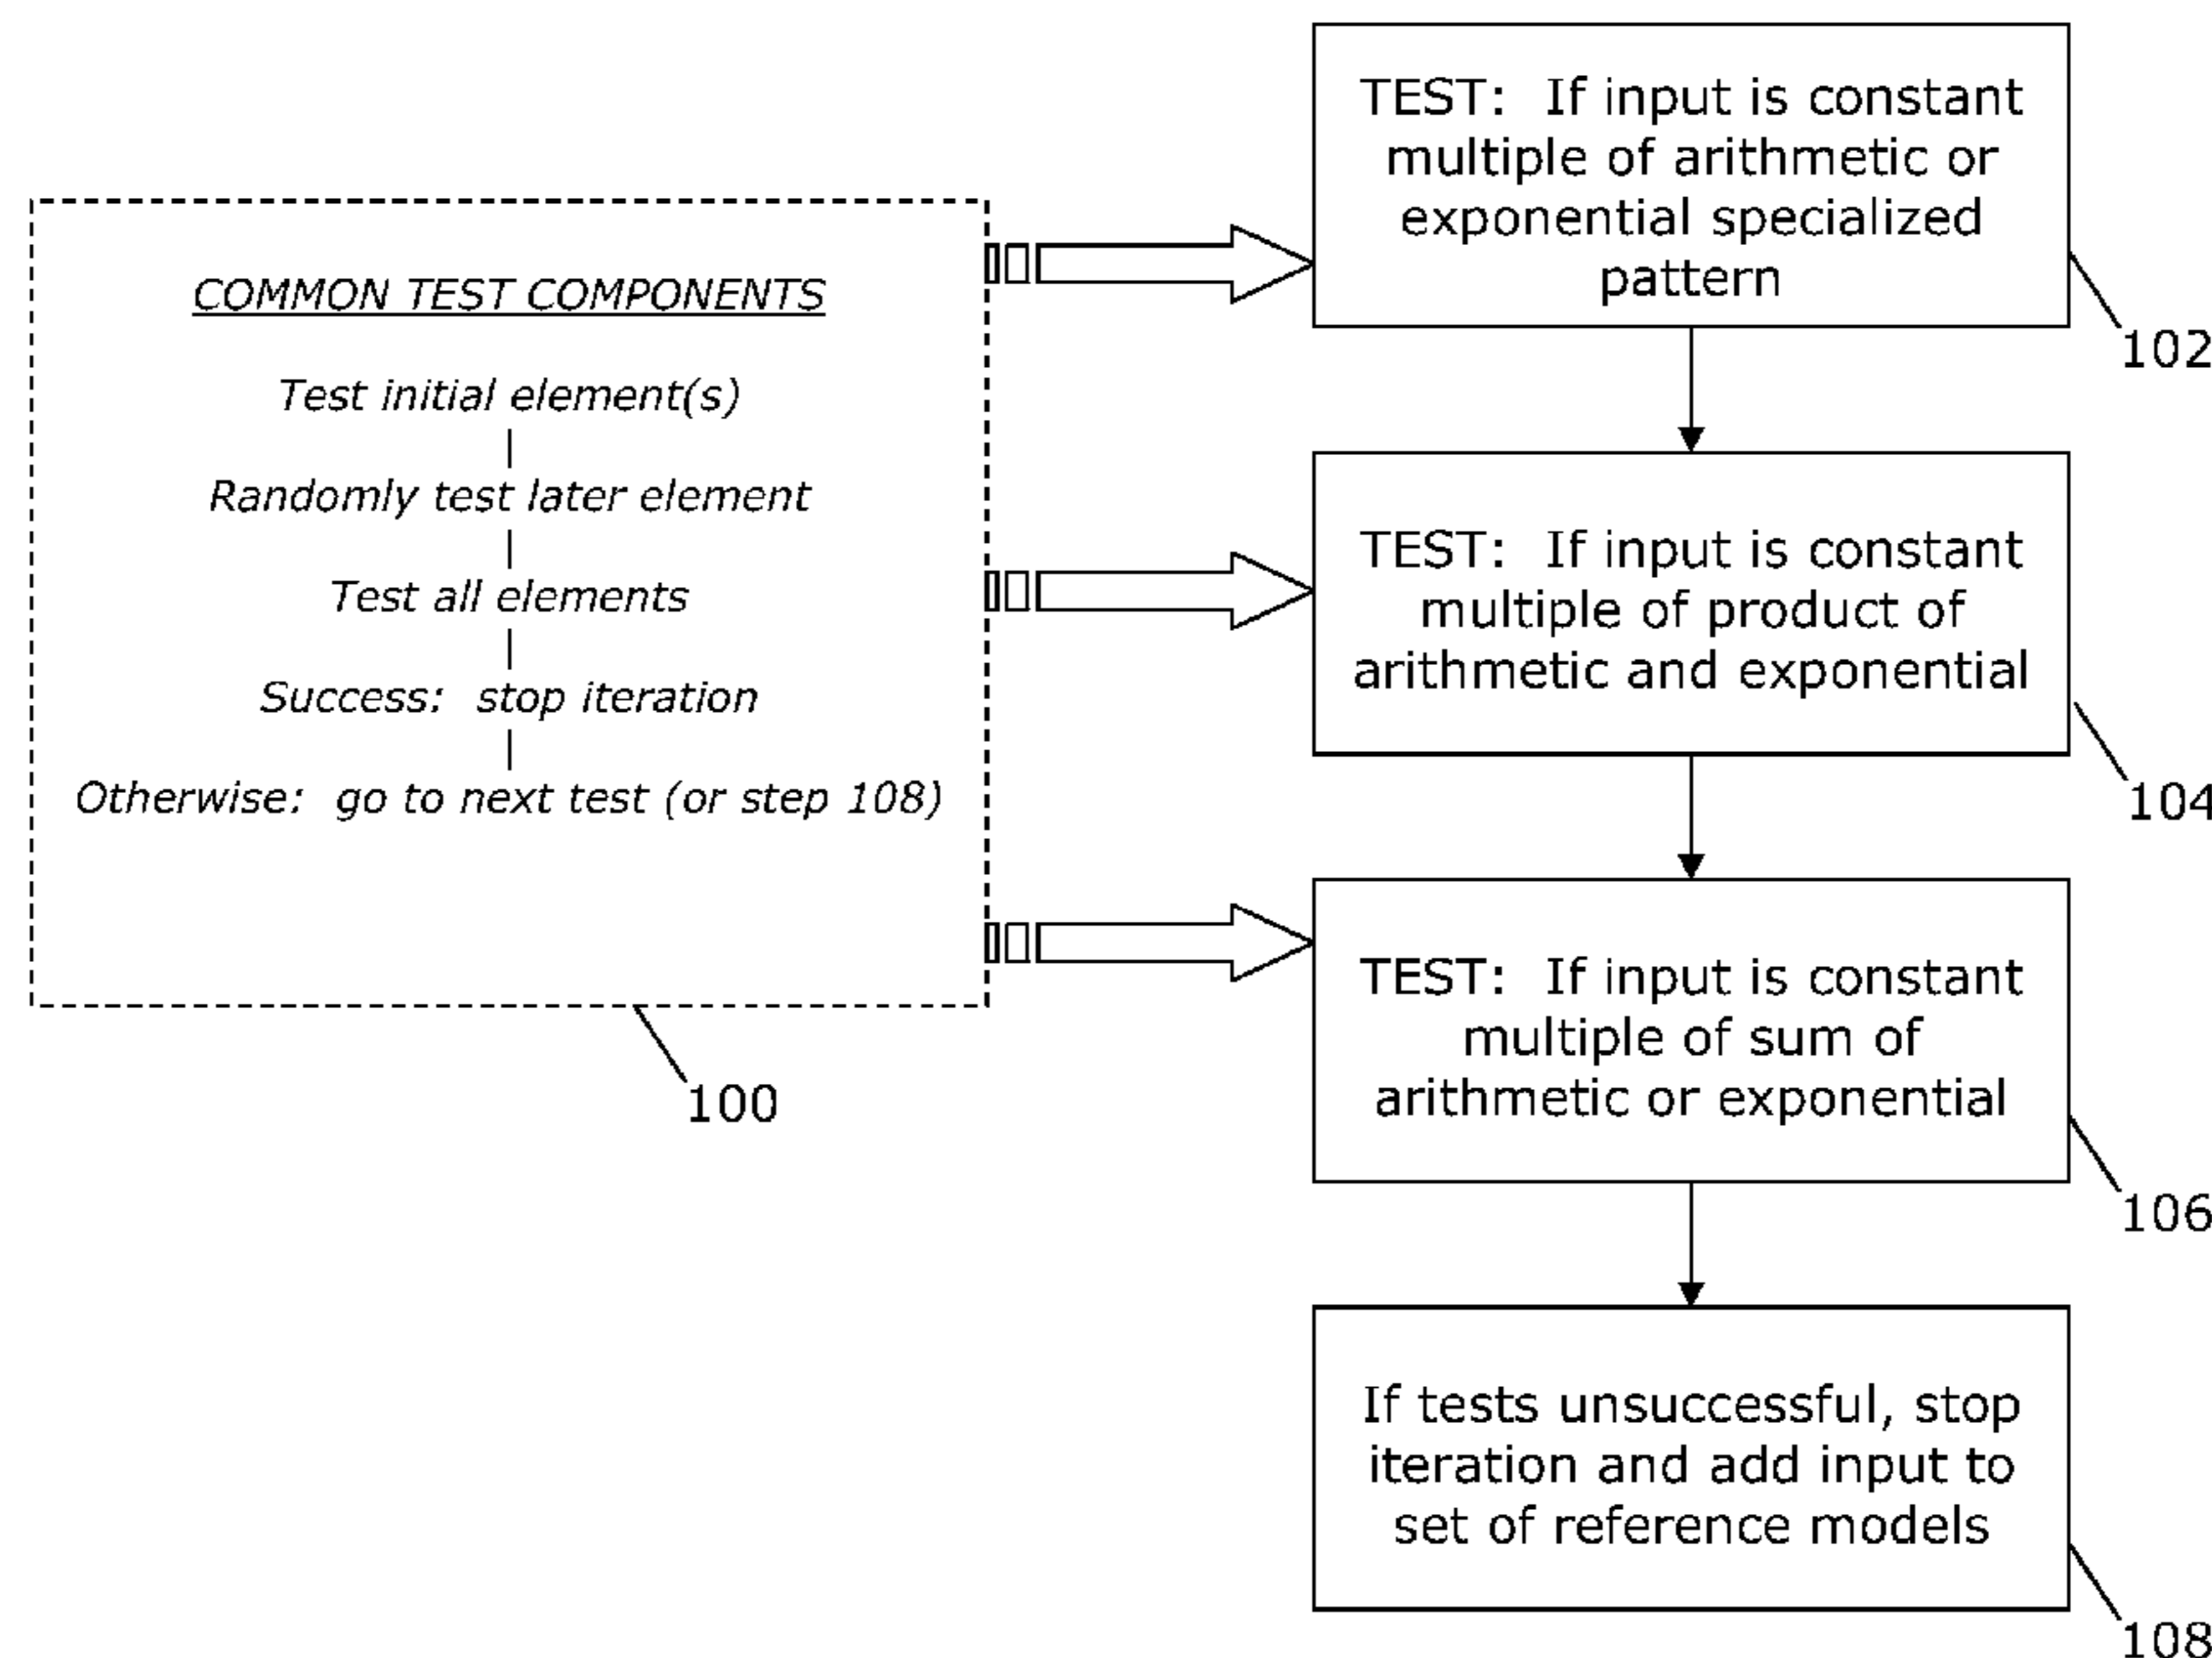 COMMON TEST COMPONENTS
Test initial element(s)
Randomly test later element
Test all elements
Success: stop iteration
Otherwise: go to next test (or step 108)
100
TEST: If input is constant
multiple of arithmetic or
exponential specialized
pattern
102
TEST: If input is constant
multiple of product of
arithmetic and exponential
104
TEST: If input is constant
multiple of sum of
arithmetic or exponential
106
If tests unsuccessful, stop
iteration and add input to
set of reference models
108